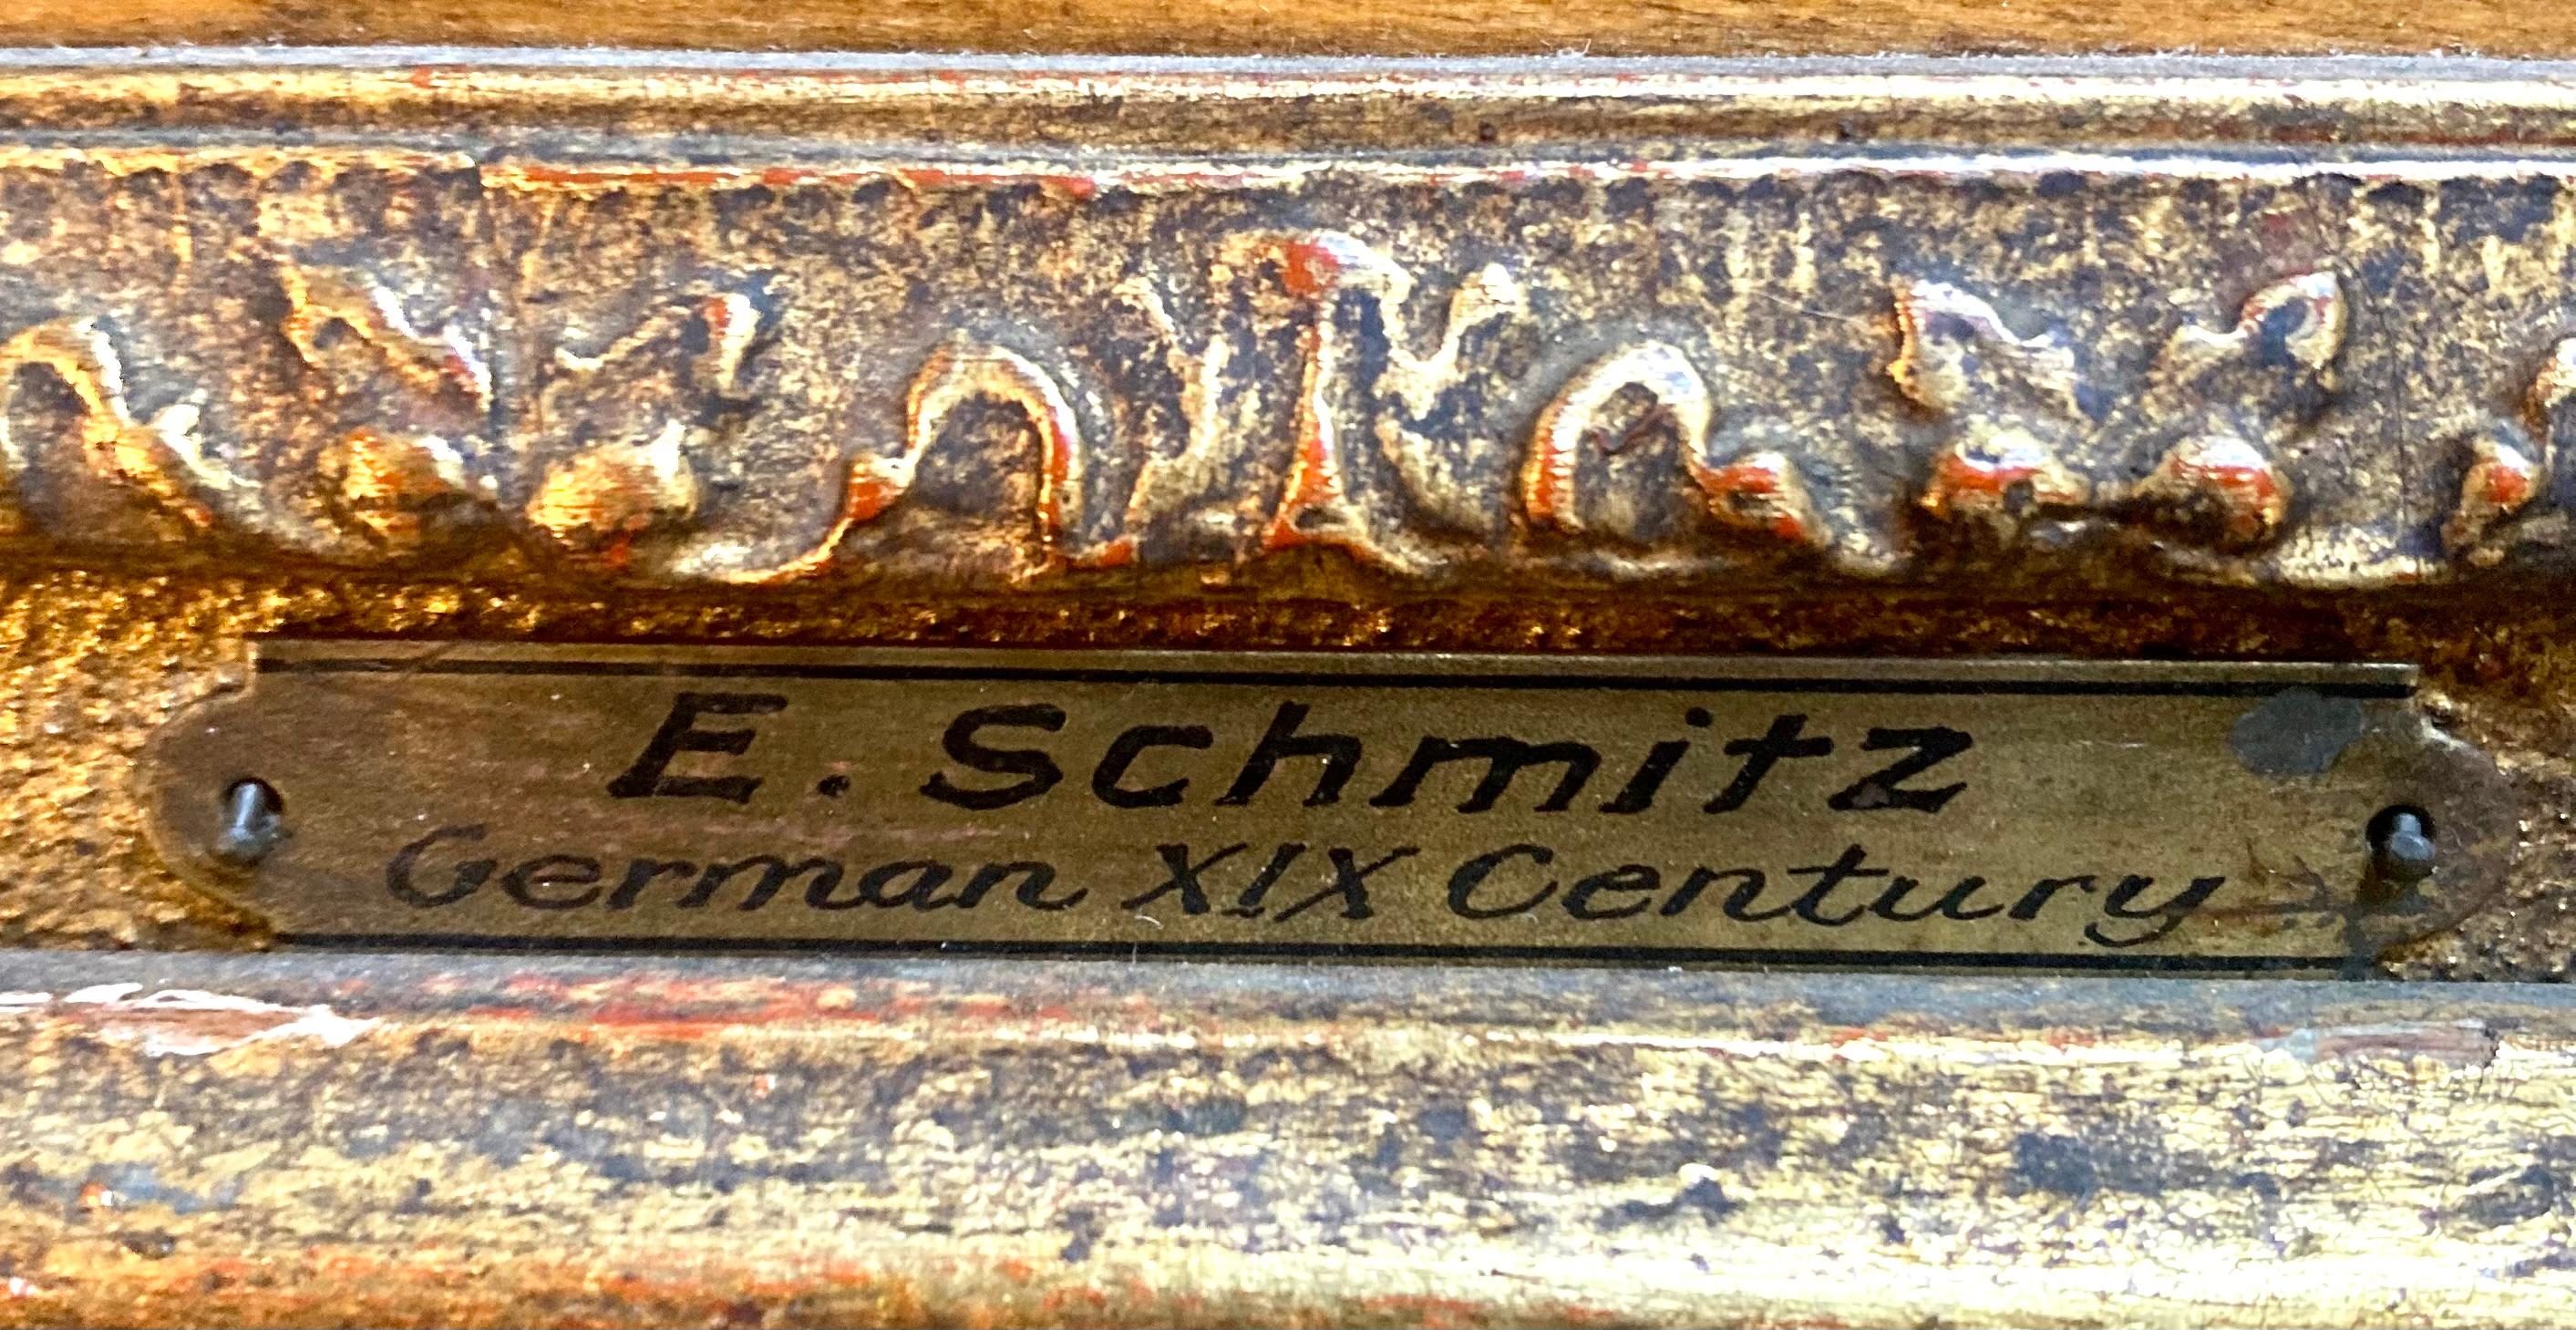 E. Schmitz
German XIX Century